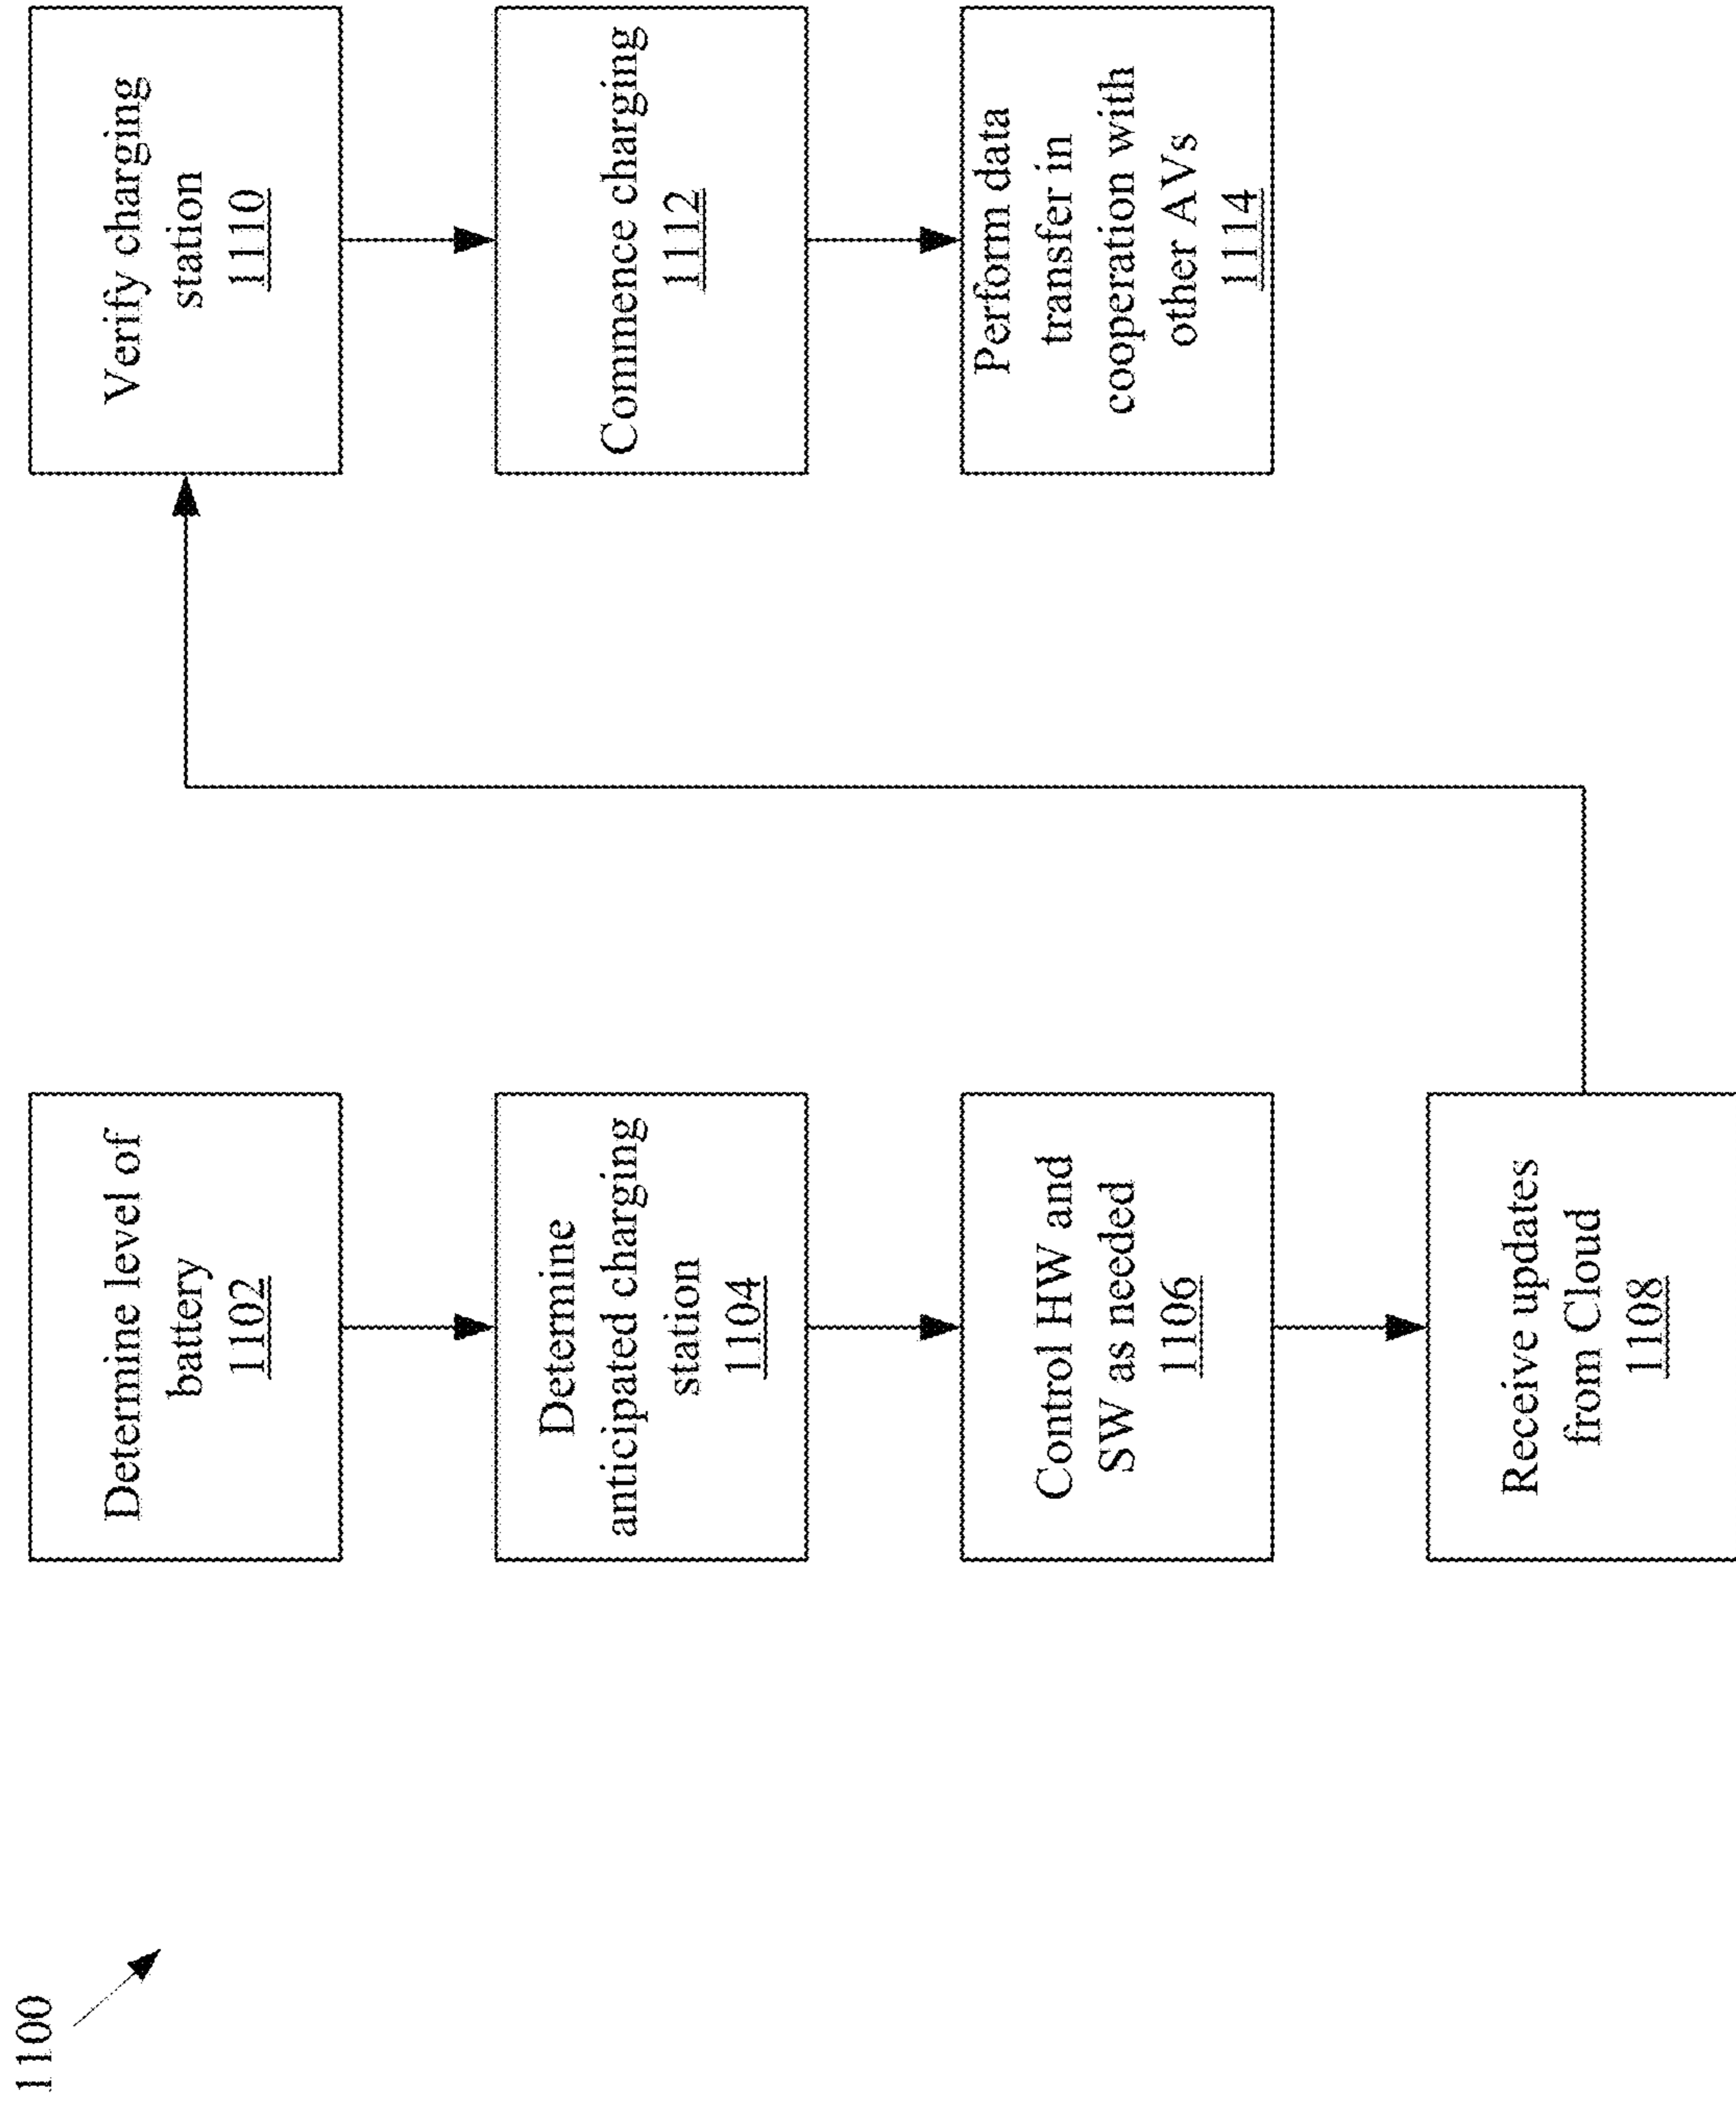 1100
Determine level of
battery
1102
Determine
anticipated charging
station
1104
Control HW and
SW as needed
1106
Receive updates
from Cloud
1108
Verify charging
station
1110
Commence charging
1112
Perform data
transfer in
cooperation with
other AVs
1114